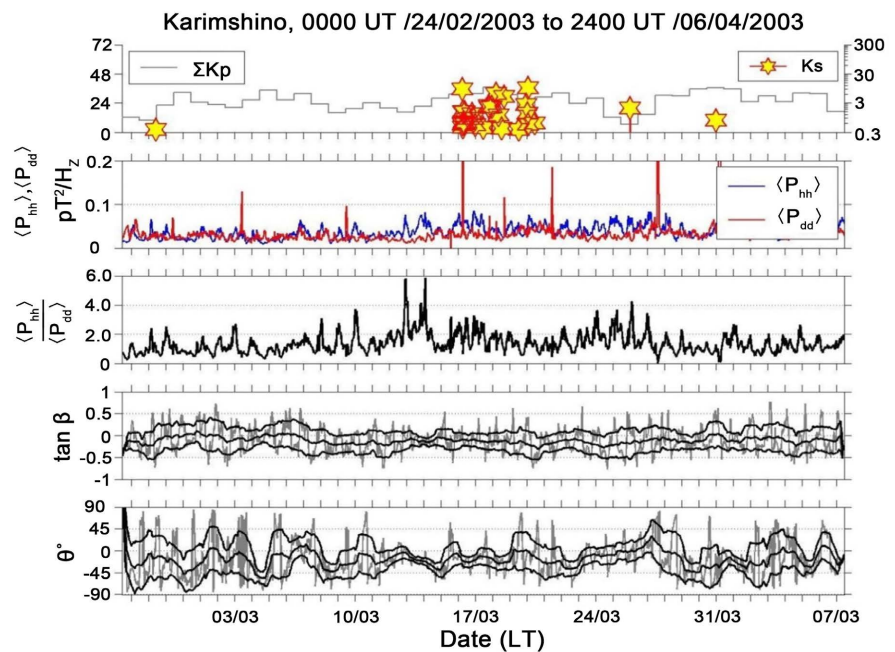 Karimshino, 0000 UT /24/02/2003 to 2400 UT /06/04/2003
72
48
24
0
ΣKp
Ks
300
30
3
0.3
⟨P_hh⟩,⟨P_dd⟩
pT²/H_Z
0.2
0.1
0
⟨P_hh⟩
⟨P_dd⟩
⟨P_hh⟩
⟨P_dd⟩
6.0
4.0
2.0
0
tan β
1
0.5
0
-0.5
-1
θ°
90
45
0
-45
-90
03/03 10/03 17/03 24/03 31/03 07/03
Date (LT)